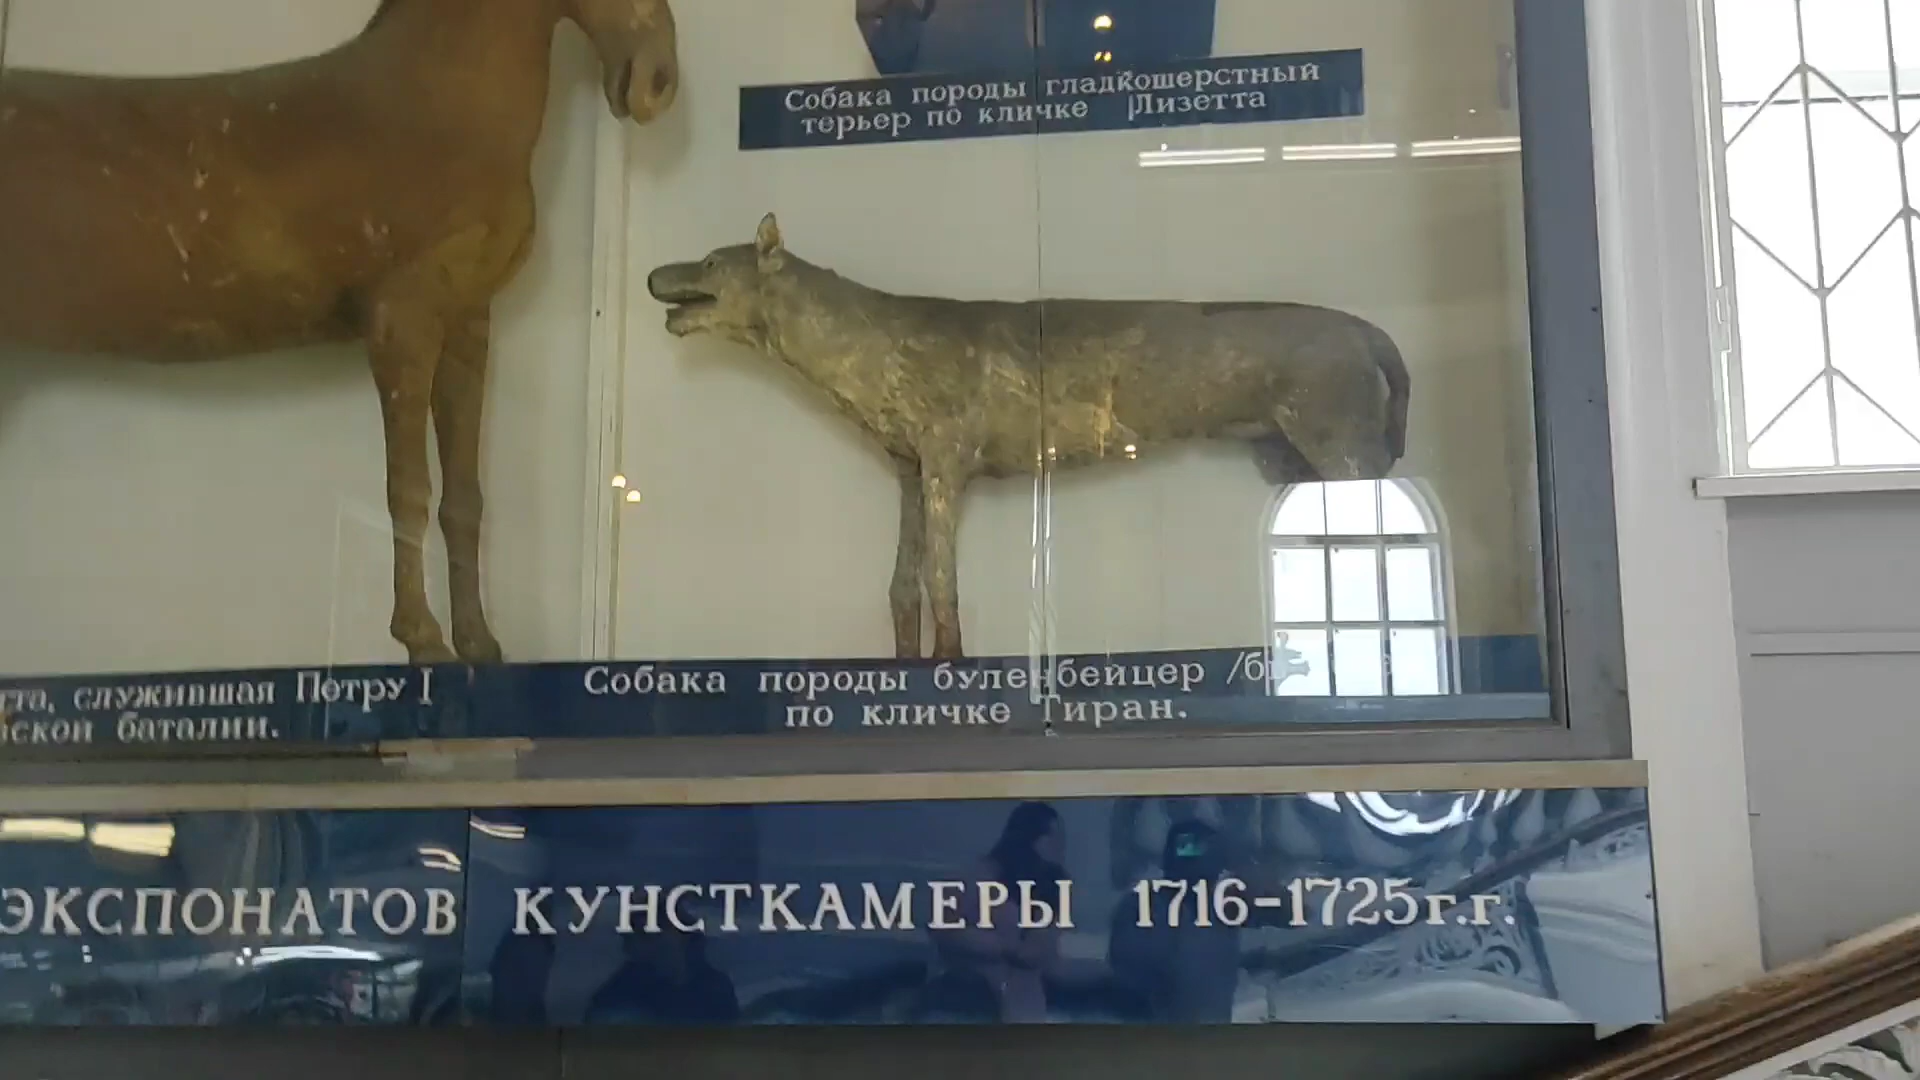 Собака породы гладкошерстный
терьер по кличке Лизетта
служившая Петру I
баталии.
Собака породы буленбейцер
по кличке Тиран.
ЭКСПОНАТОВ КУНСТКАМЕРЫ 1716-1725г.г.